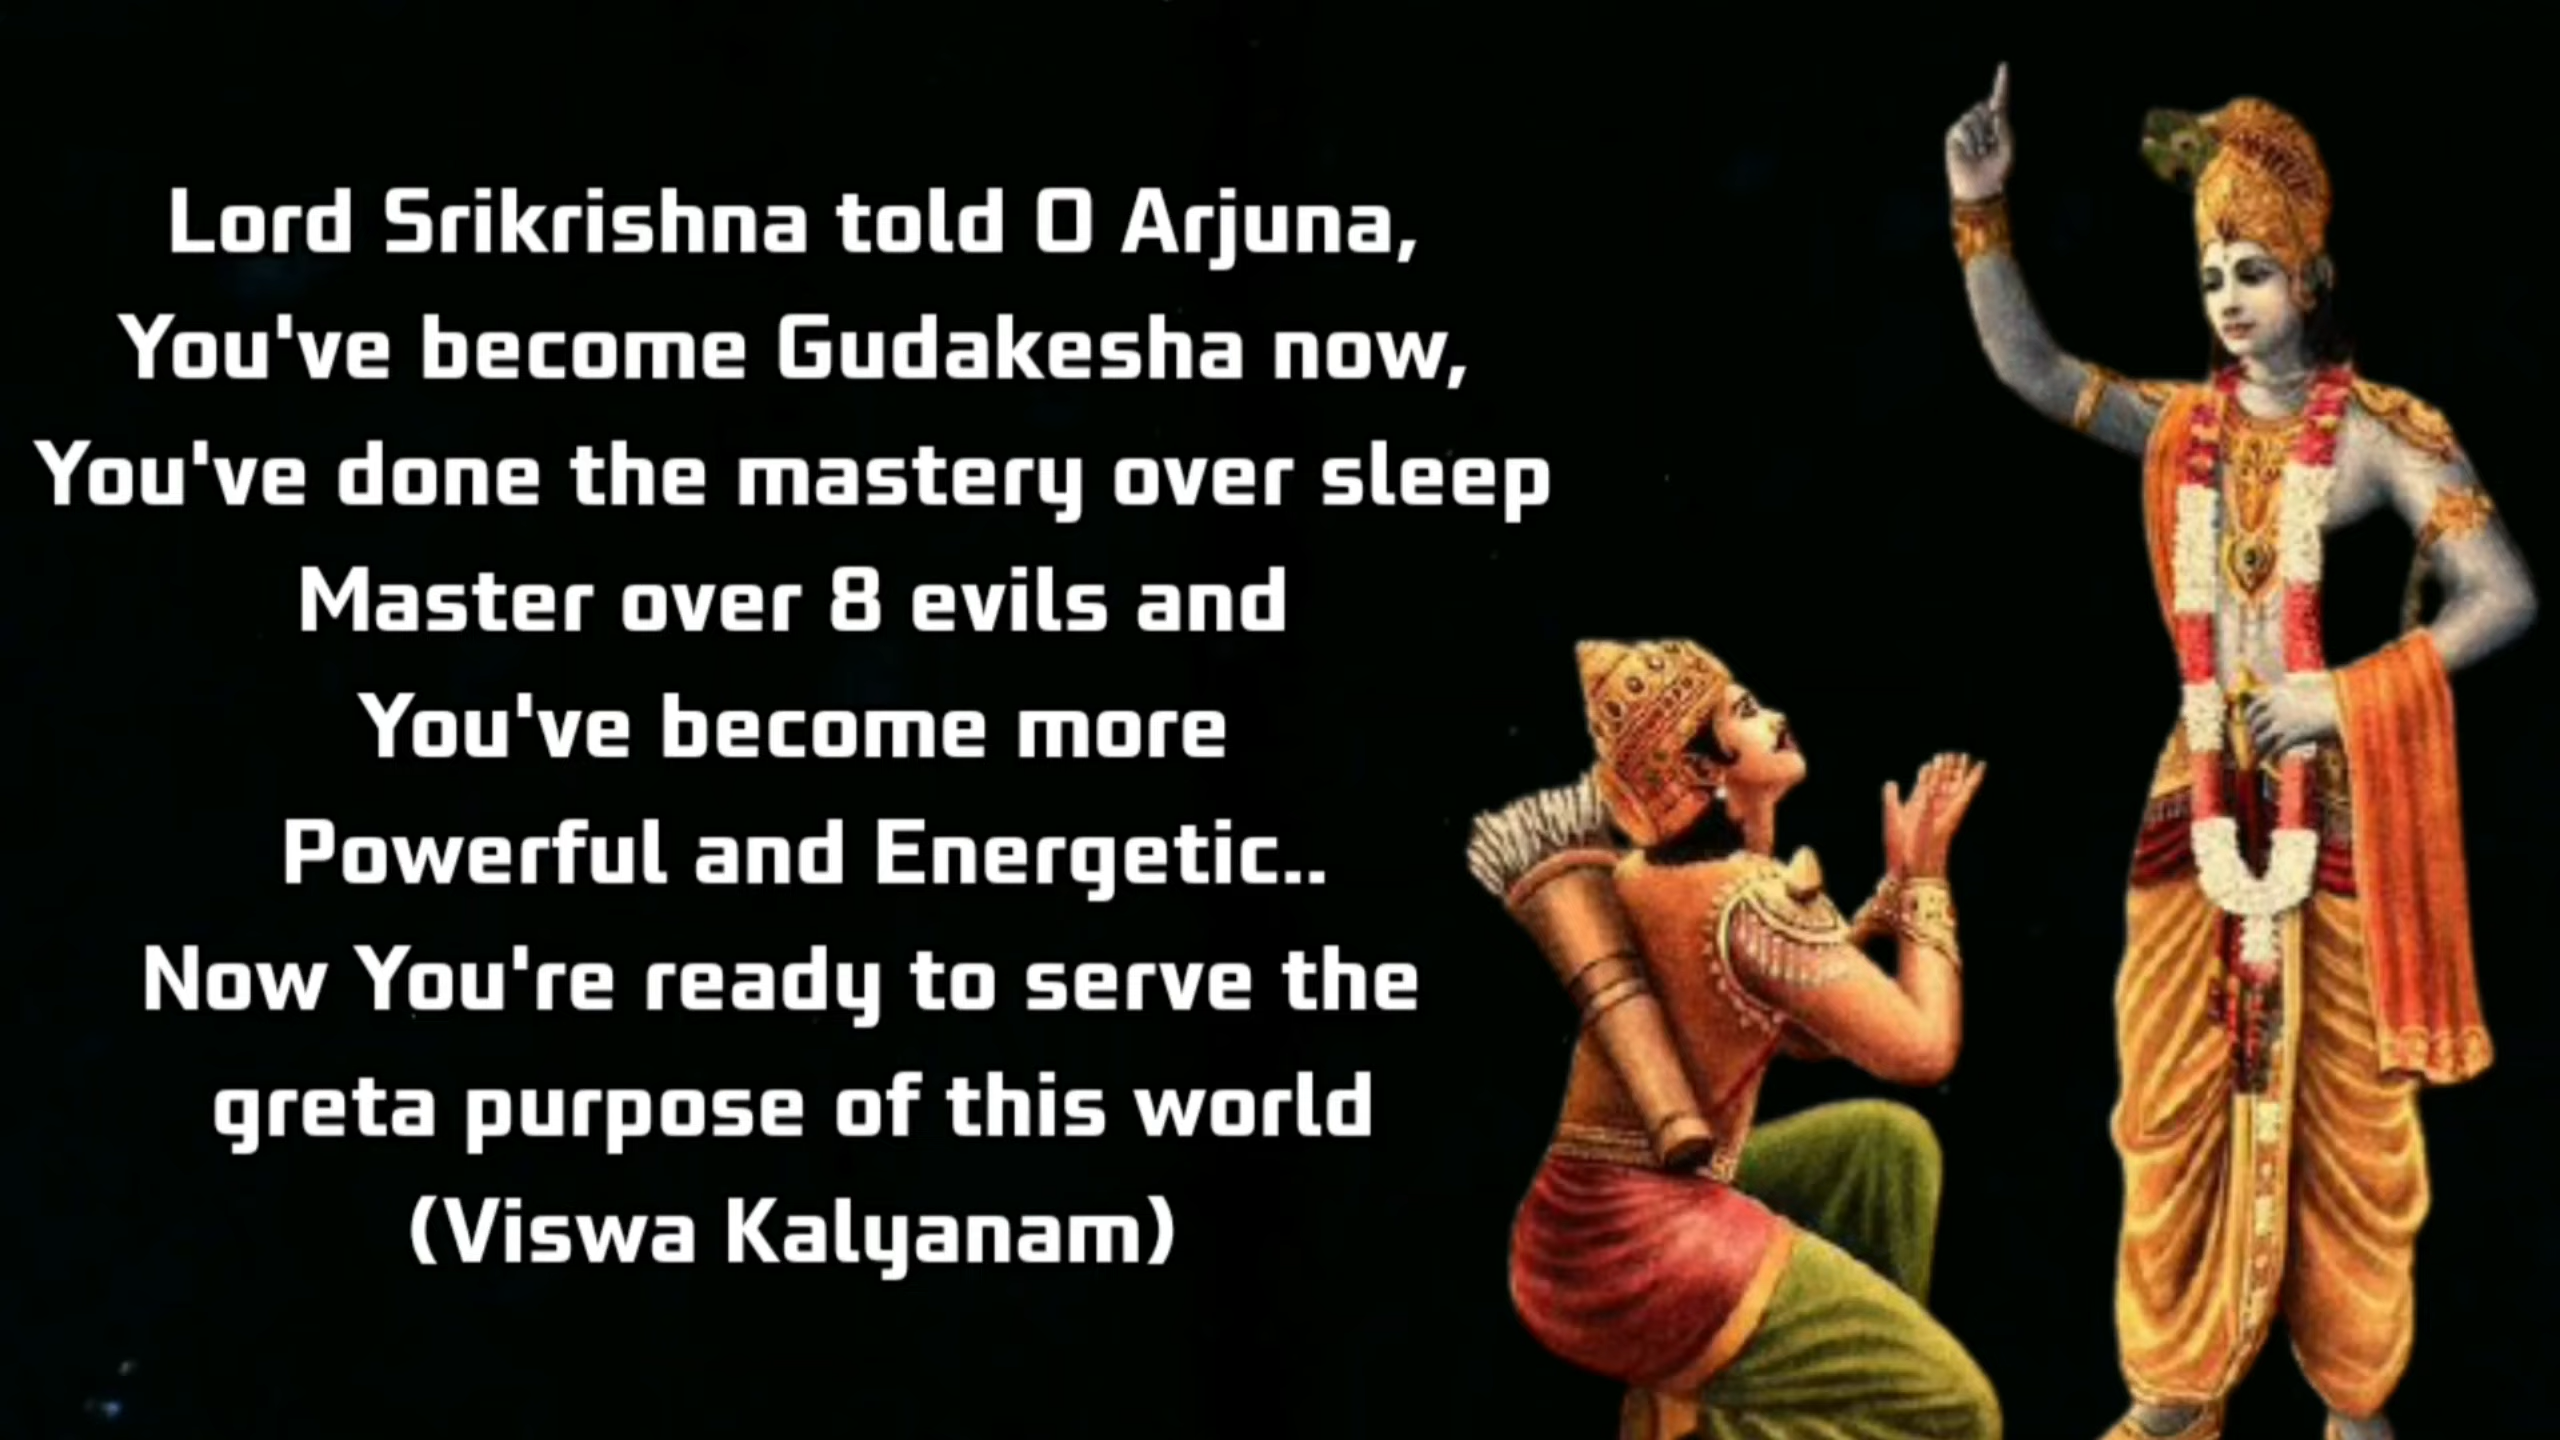 Lord Srikrishna told O Arjuna,
You've become Gudakesha now,
You've done the mastery over sleep
Master over 8 evils and
You've become more
Powerful and Energetic..
Now You're ready to serve the
greta purpose of this world
(Viswa Kalyanam)